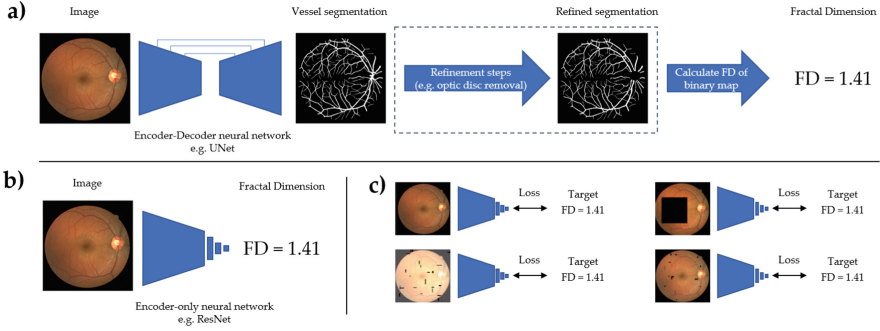 a)
Image
Vessel segmentation
Refined segmentation
Fractal Dimension
Refinement steps
(e.g. optic disc removal)
Calculate FD of
binary map
FD = 1.41
Encoder-Decoder neural network
e.g. UNet
b)
Image
Fractal Dimension
FD = 1.41
Encoder-only neural network
e.g. ResNet
c)
Loss
Target
FD = 1.41
Loss
Target
FD = 1.41
Loss
Target
FD = 1.41
Loss
Target
FD = 1.41